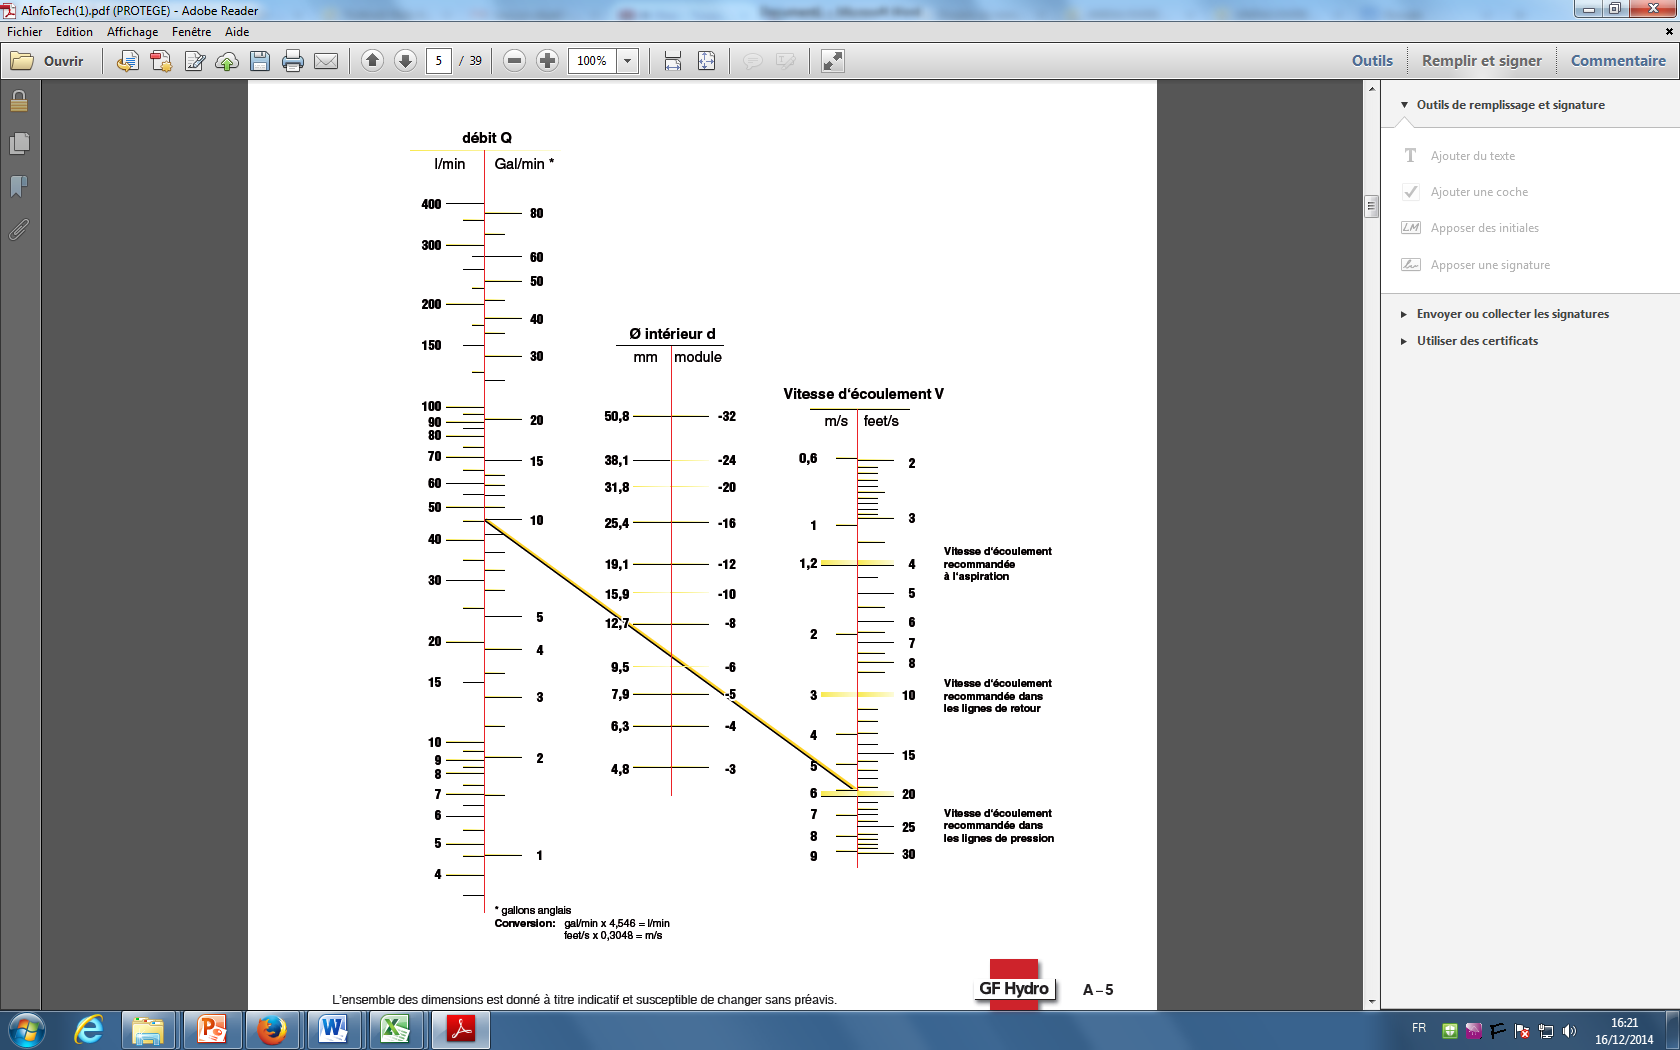 AInfoTech(1).pdf (PROTEGE) - Adobe Reader
Fichier Edition Affichage Fenêtre Aide
Ouvrir 5 / 39 100% Outils Remplir et signer Commentaire
Outils de remplissage et signature
Ajouter du texte
Ajouter une coche
Apposer des initiales
Apposer une signature
Envoyer ou collecter les signatures
Utiliser des certificats
débit Q
l/min Gal/min *
400
300
200
150
100
90
80
70
60
50
40
30
20
15
10
9
8
7
6
5
4
80
60
50
40
30
20
15
10
5
4
3
2
1
Ø intérieur d
mm module
50,8 -32
38,1 -24
31,8 -20
25,4 -16
19,1 -12
15,9 -10
12,7 -8
9,5 -6
7,9 -5
6,3 -4
4,8 -3
Vitesse d'écoulement V
m/s feet/s
0,6
1
1,2
2
3
4
5
6
7
8
9
2
3
4
5
6
7
8
10
15
20
25
30
Vitesse d'écoulement
recommandée
à l'aspiration
Vitesse d'écoulement
recommandée dans
les lignes de retour
Vitesse d'écoulement
recommandée dans
les lignes de pression
* gallons anglais
Conversion: gal/min x 4,546 = l/min
feet/s x 0,3048 = m/s
L'ensemble des dimensions est donné à titre indicatif et susceptible de changer sans préavis.
GF Hydro
A – 5
FR
16:21
16/12/2014